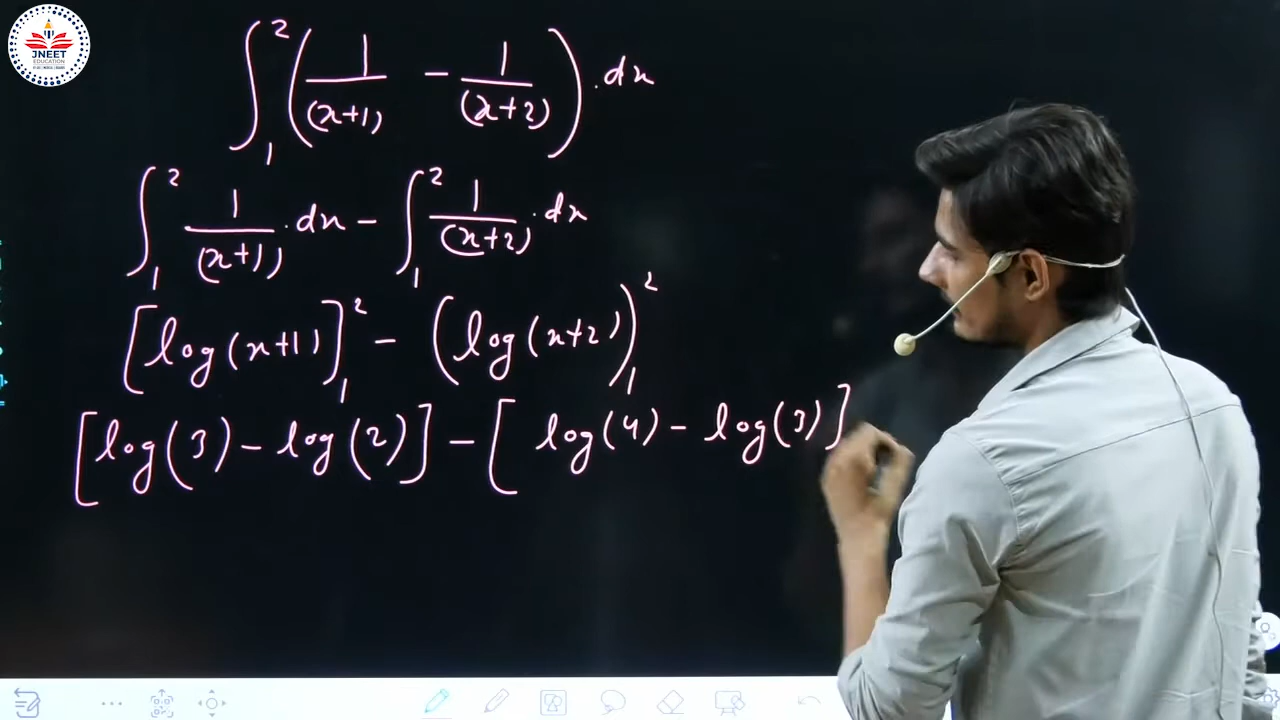 JNEET
EDUCATION
∫₁² (1/(x+1) - 1/(x+2)) . dx
∫₁² 1/(x+1) . dx - ∫₁² 1/(x+2) . dx
[log(x+1)]₁² - (log(x+2))₁²
[log(3) - log(2)] - [log(4) - log(3)]